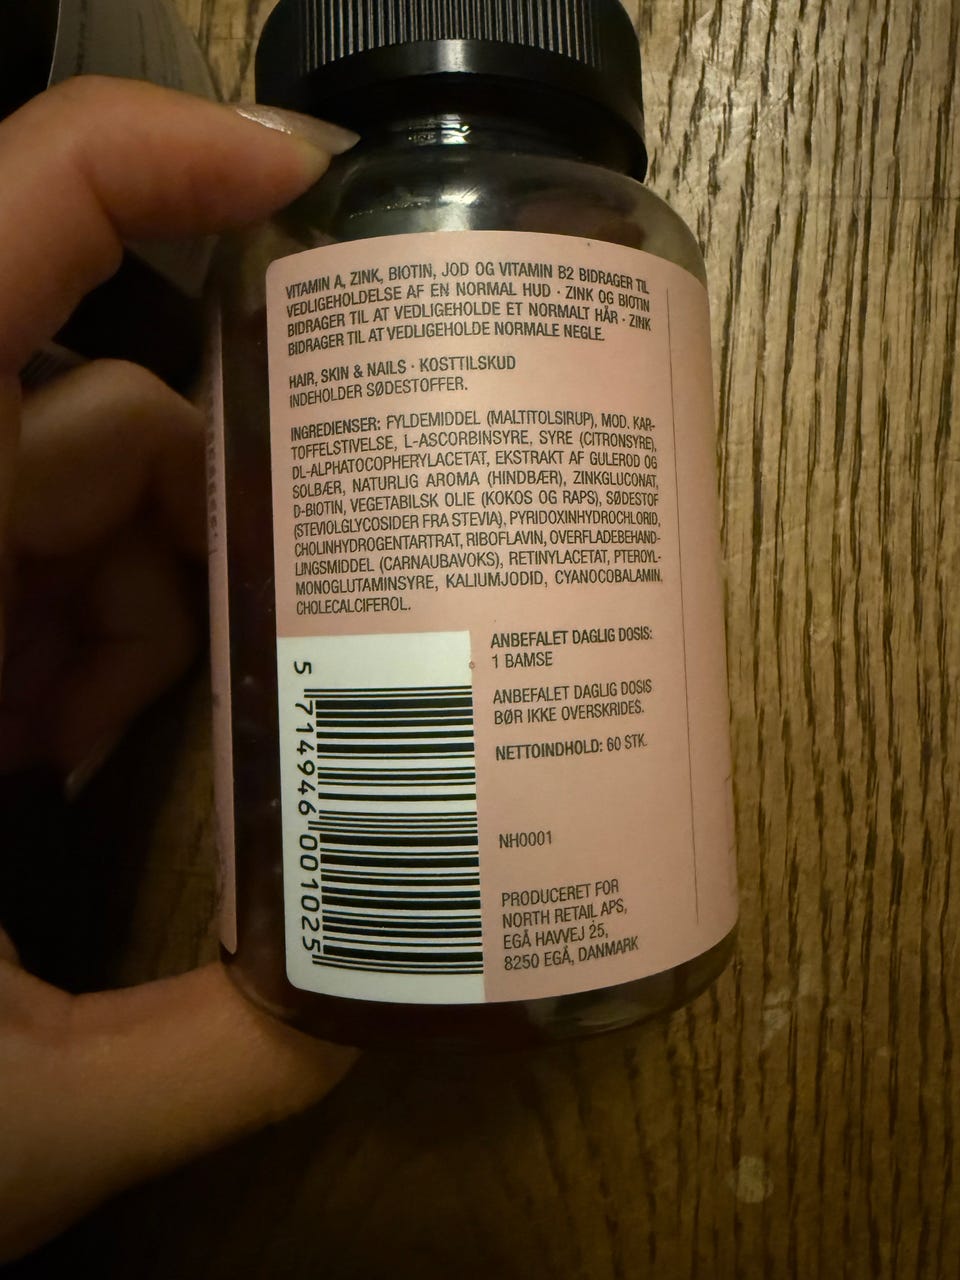 VITAMIN A, ZINK, BIOTIN, JOD OG VITAMIN B2 BIDRAGER TIL
VEDLIGEHOLDELSE AF EN NORMAL HUD · ZINK OG BIOTIN
BIDRAGER TIL AT VEDLIGEHOLDE ET NORMALT HÅR · ZINK
BIDRAGER TIL AT VEDLIGEHOLDE NORMALE NEGLE.
HAIR, SKIN & NAILS · KOSTTILSKUD
INDEHOLDER SØDESTOFFER.
INGREDIENSER: FYLDEMIDDEL (MALTITOLSIRUP), MOD. KAR-
TOFFELSTIVELSE, L-ASCORBINSYRE, SYRE (CITRONSYRE),
DL-ALPHATOCOPHERYLACETAT, EKSTRAKT AF GULEROD OG
SOLBÆR, NATURLIG AROMA (HINDBÆR), ZINKGLUCONAT,
D-BIOTIN, VEGETABILSK OLIE (KOKOS OG RAPS), SØDESTOF
(STEVIOLGLYCOSIDER FRA STEVIA), PYRIDOXINHYDROCHLORID,
CHOLINHYDROGENTARTRAT, RIBOFLAVIN, OVERFLADEBEHAND-
LINGSMIDDEL (CARNAUBAVOKS), RETINYLACETAT, PTEROYL-
MONOGLUTAMINSYRE, KALIUMJODID, CYANOCOBALAMIN,
CHOLECALCIFEROL.
ANBEFALET DAGLIG DOSIS:
1 BAMSE
ANBEFALET DAGLIG DOSIS
BØR IKKE OVERSKRIDES.
NETTOINDHOLD: 60 STK.
NH0001
PRODUCERET FOR
NORTH RETAIL APS,
EGÅ HAVVEJ 25,
8250 EGÅ, DANMARK
5 714946 001025